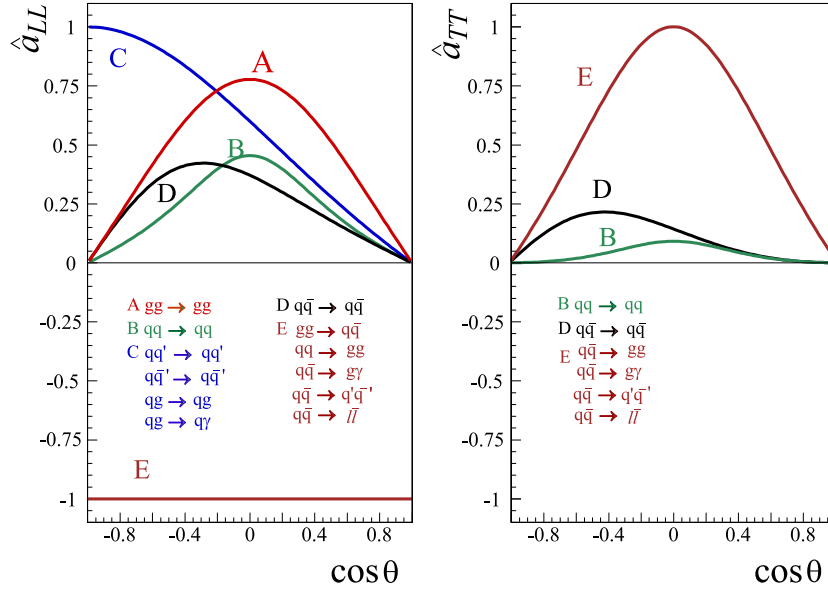 â_LL
1
0.75
0.5
0.25
0
-0.25
-0.5
-0.75
-1
C
A
B
D
A gg → gg
B qq → qq
C qq' → qq'
qq̄' → qq̄'
qg → qg
qg → qγ
D qq̄ → qq̄
E gg → qq̄
qq → gg
qq̄ → gγ
qq̄ → q'q̄'
qq̄ → ll̄
E
-0.8 -0.4 0 0.4 0.8
cosθ
â_TT
1
0.75
0.5
0.25
0
-0.25
-0.5
-0.75
-1
E
D
B
B qq → qq
D qq̄ → qq̄
E qq̄ → gg
qq̄ → gγ
qq̄ → q'q̄'
qq̄ → ll̄
-0.8 -0.4 0 0.4 0.8
cosθ